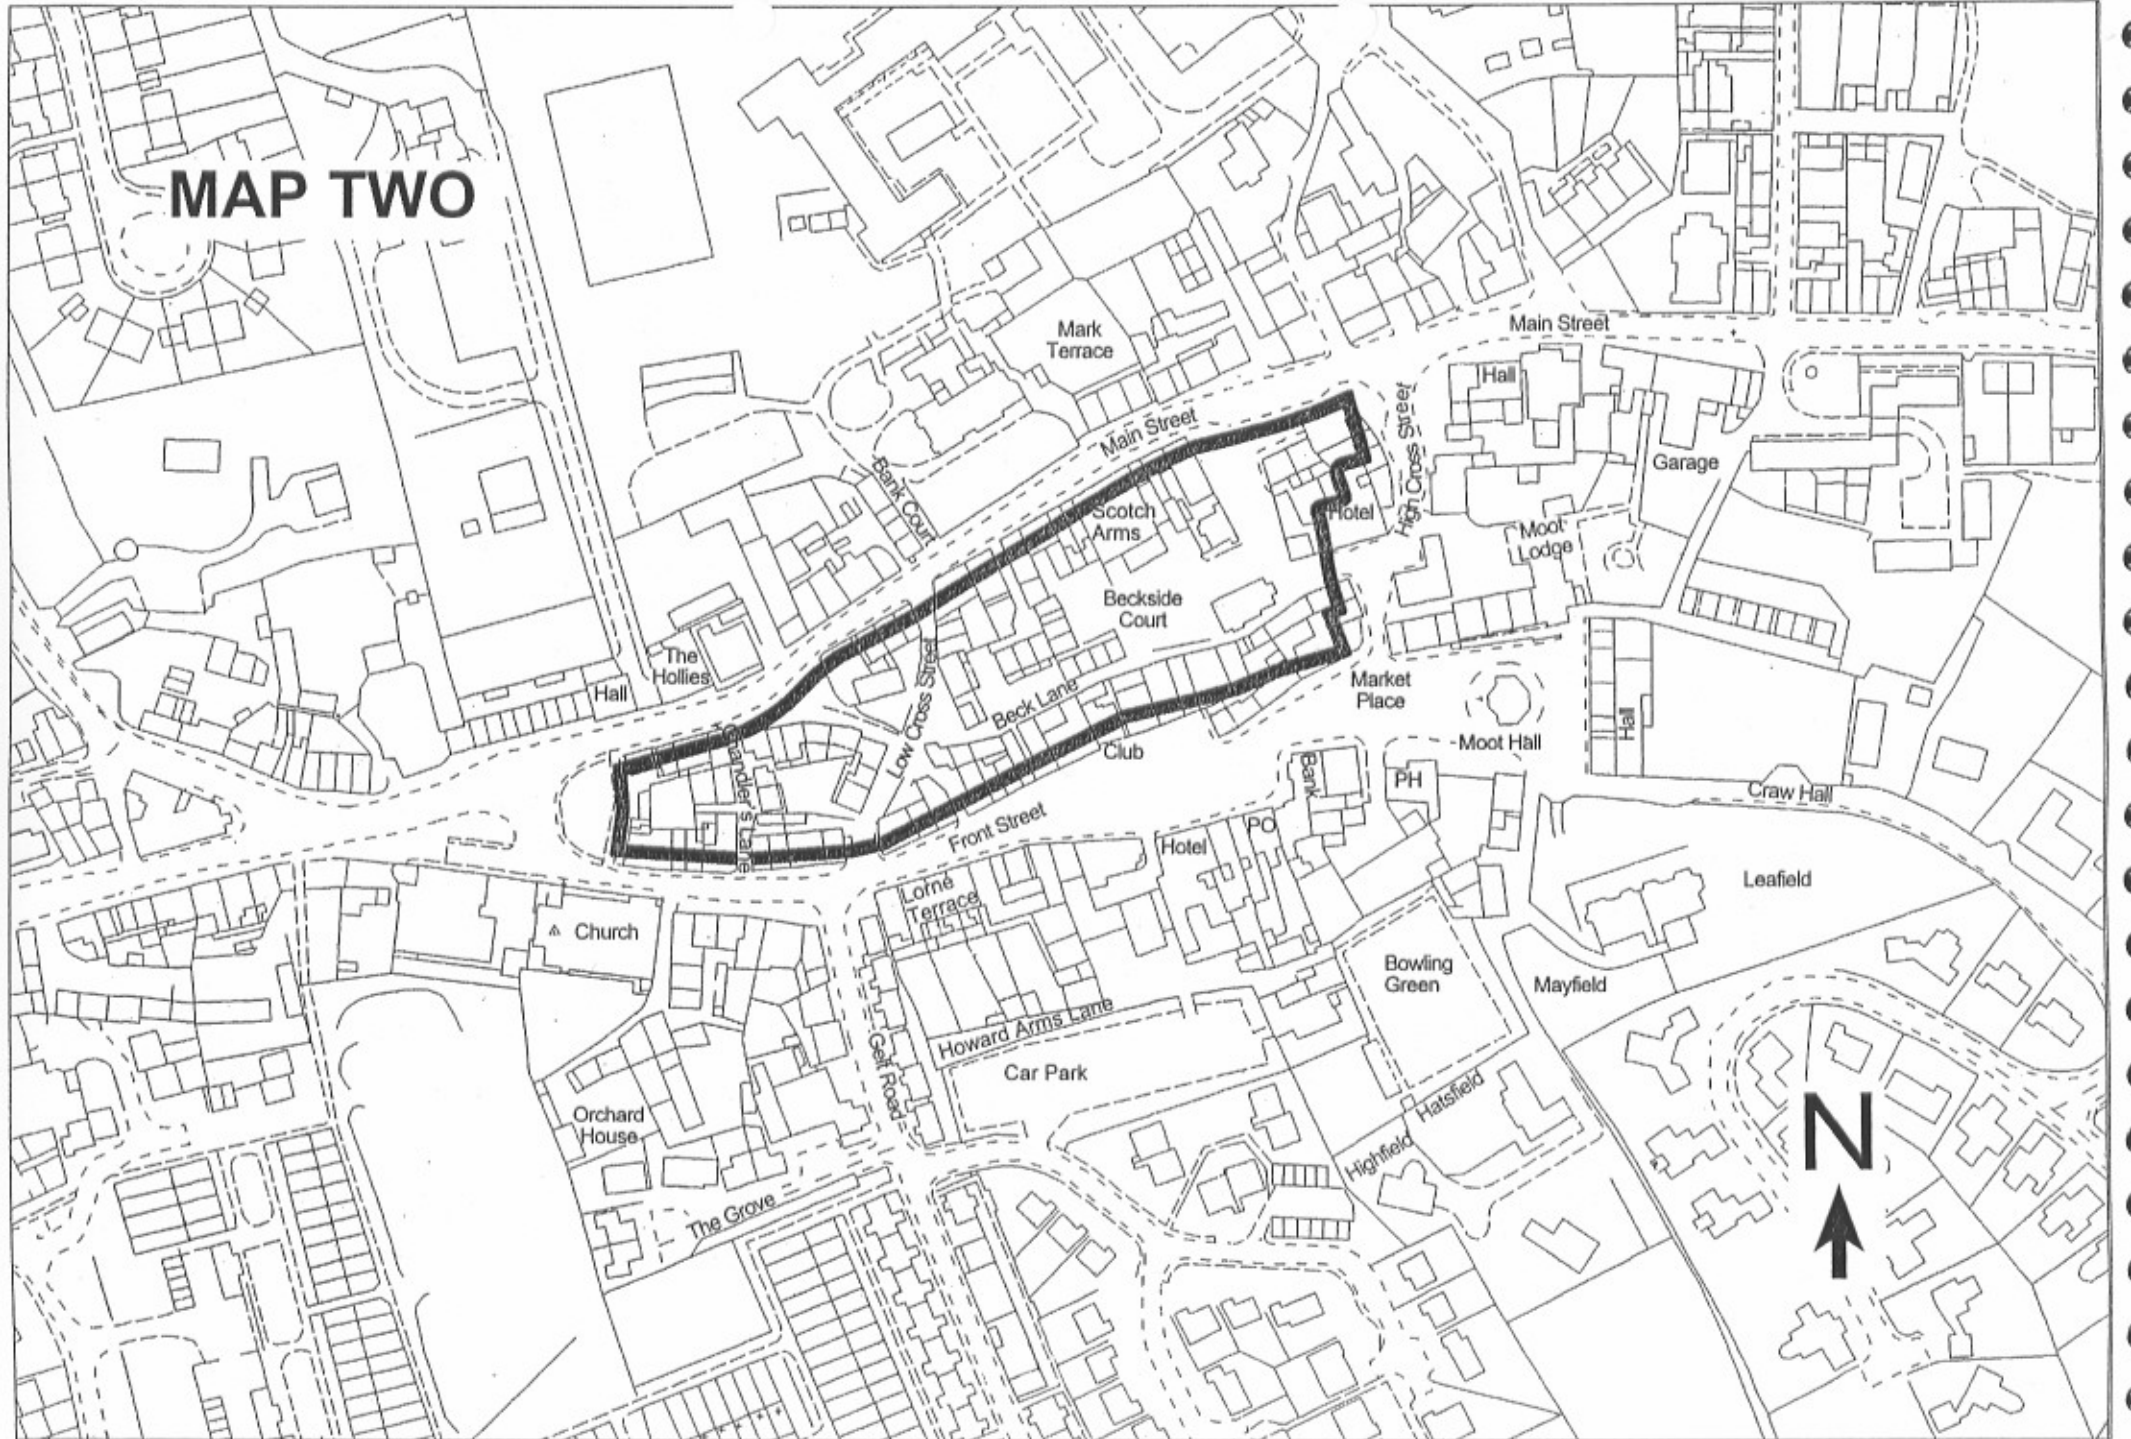 MAP TWO
Main Street
Mark
Terrace
Hall
High Cross Street
Main Street
Bank Court
Garage
Scotch
Arms
Hotel
Moot
Lodge
Beckside
Court
The
Hollies
Hall
Low Cross Street
Beck Lane
Market
Place
Hall
Chandler's Lane
Club
Moot Hall
Bank
PH
Craw Hall
Front Street
PO
Hotel
Leafield
Lorne
Terrace
Church
Bowling
Green
Mayfield
Howard Arms Lane
Gelt Road
Car Park
Hatsfield
Orchard
House
Highfield
N
The Grove